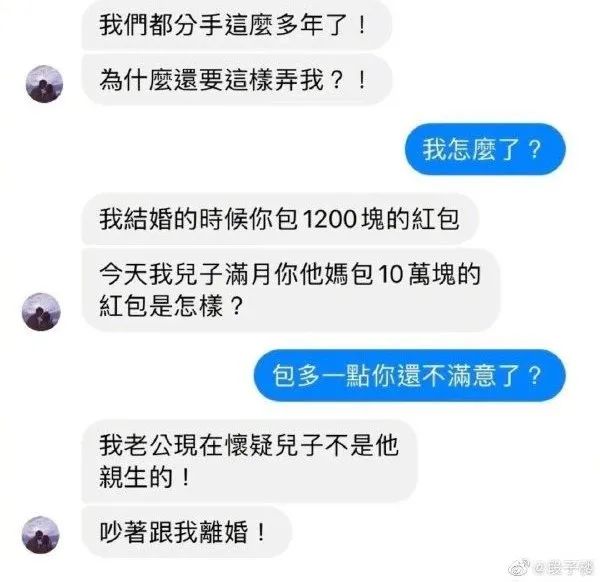 我們都分手這麼多年了！
為什麼還要這樣弄我？！
我怎麼了？
我結婚的時候你包1200塊的紅包
今天我兒子滿月你他媽包10萬塊的
紅包是怎樣？
包多一點你還不滿意了？
我老公現在懷疑兒子不是他
親生的！
吵著跟我離婚！
@段子楼